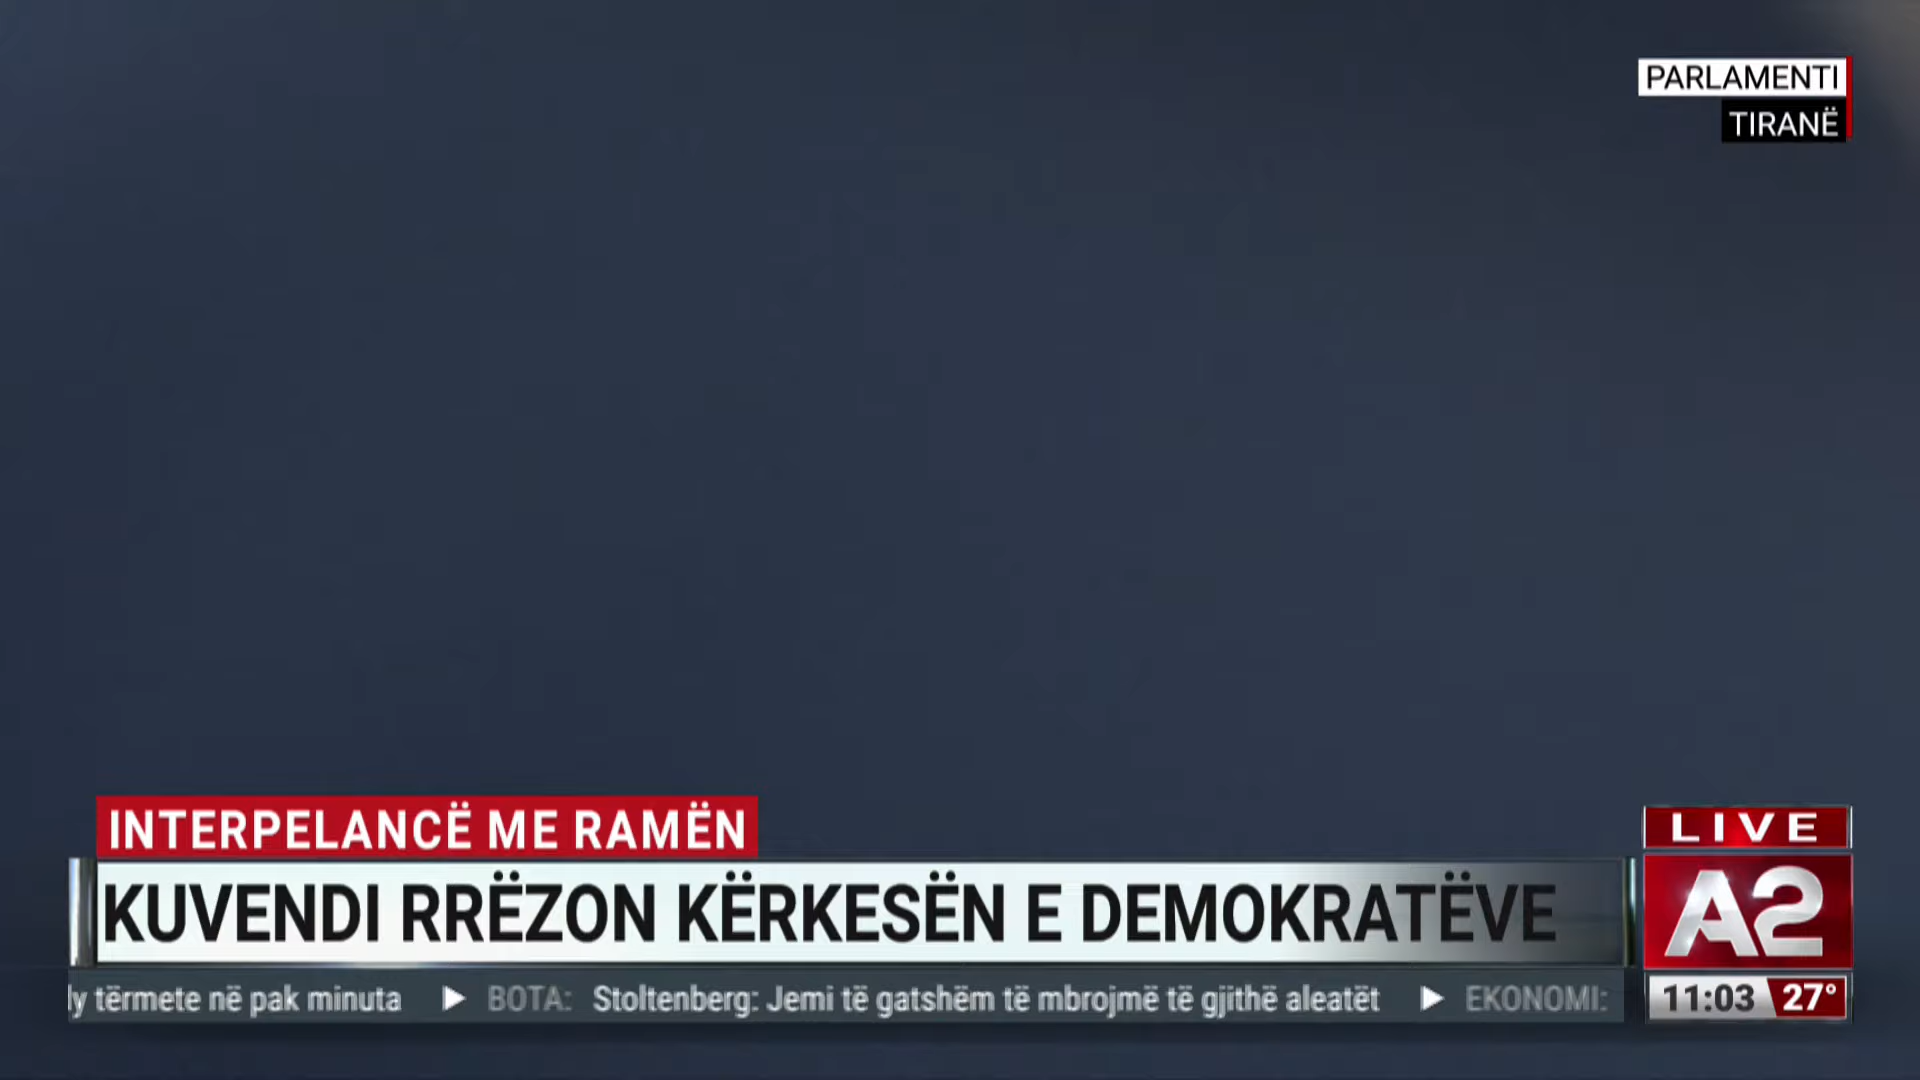 PARLAMENTI
TIRANË
INTERPELANCË ME RAMËN
KUVENDI RRËZON KËRKESËN E DEMOKRATËVE
LIVE
A2
tërmete në pak minuta ▶ BOTA: Stoltenberg: Jemi të gatshëm të mbrojmë të gjithë aleatët ▶ EKONOMI:
11:03 27°